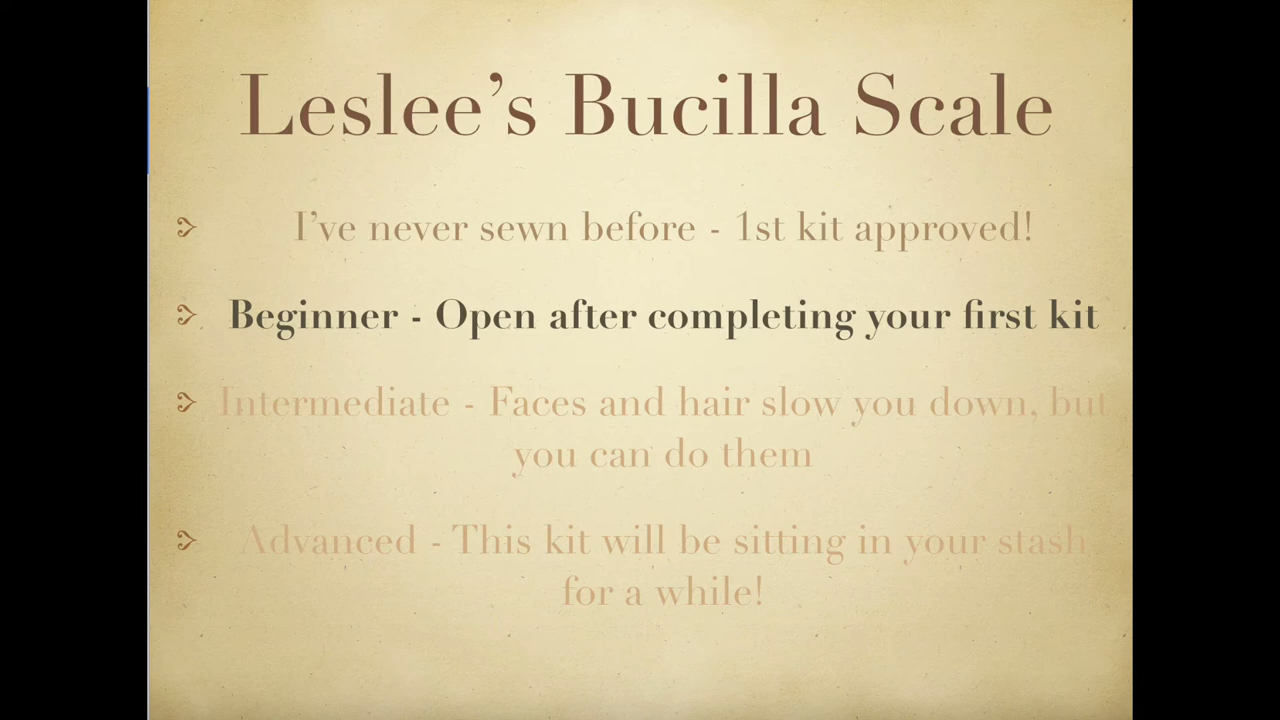 Leslee’s Bucilla Scale
I’ve never sewn before - 1st kit approved!
Beginner - Open after completing your first kit
Intermediate - Faces and hair slow you down, but
you can do them
Advanced - This kit will be sitting in your stash
for a while!